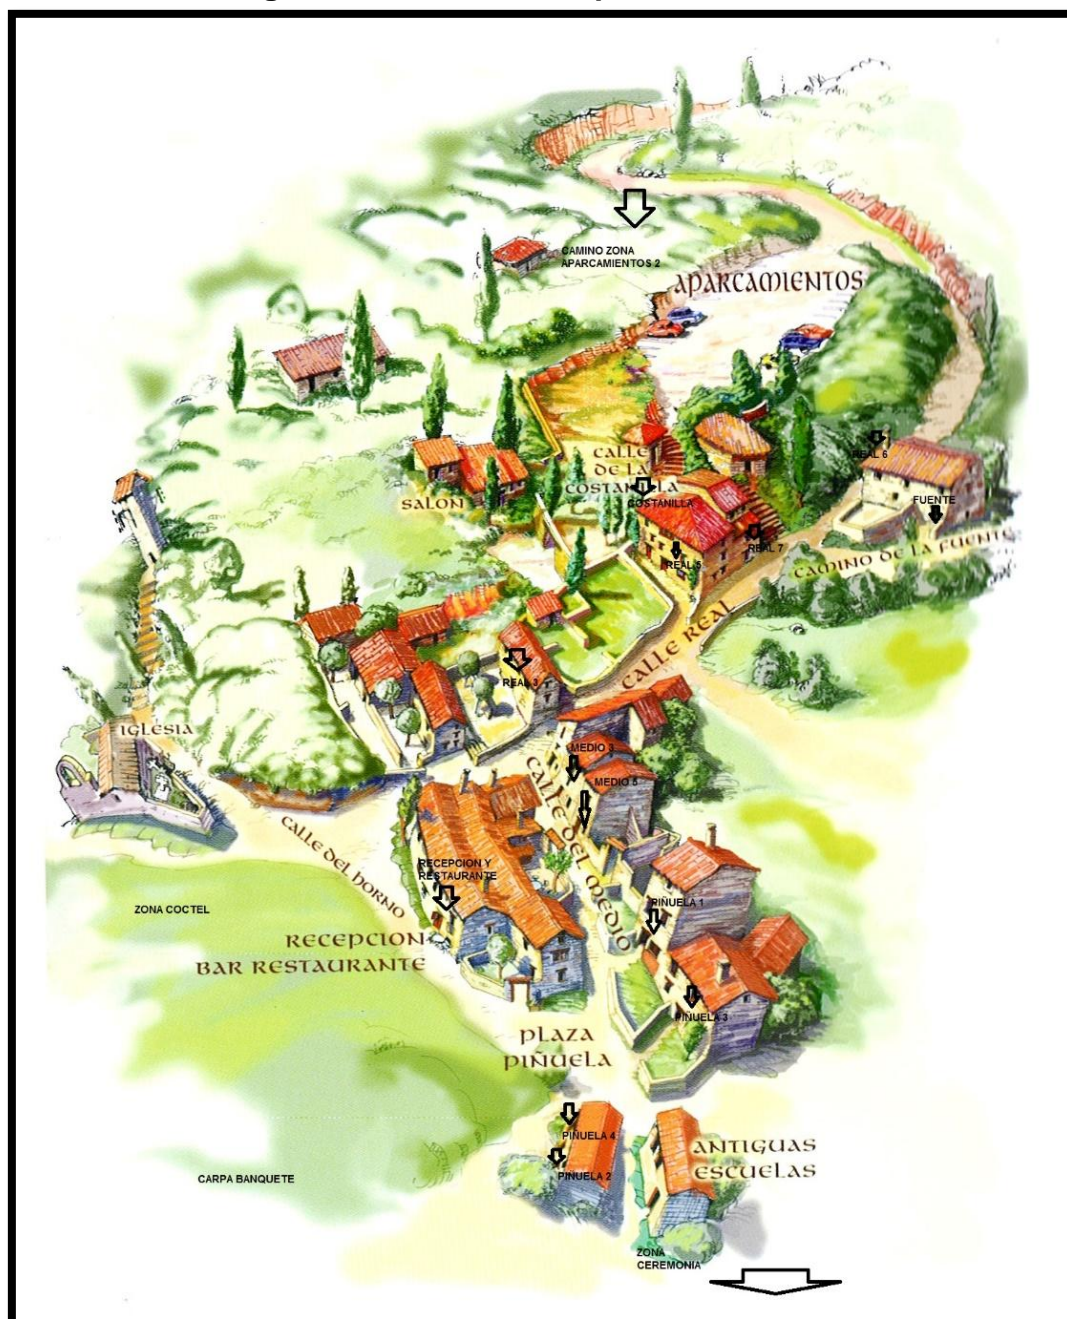 CAMINO ZONA
APARCAMIENTOS 2
APARCAMIENTOS
REAL 6
CALLE
DE LA
COSTANILLA
COSTANILLA
SALON
FUENTE
REAL 7
REAL 5
CAMINO DE LA FUENTE
CALLE REAL
REAL 3
IGLESIA
MEDIO 3
MEDIO 5
CALLE DEL MEDIO
CALLE DEL HORNO
RECEPCION Y
RESTAURANTE
PIÑUELA 1
ZONA COCTEL
RECEPCION
BAR RESTAURANTE
PIÑUELA 3
PLAZA
PIÑUELA
PIÑUELA 4
PIÑUELA 2
ANTIGUAS
ESCUELAS
CARPA BANQUETE
ZONA
CEREMONIA